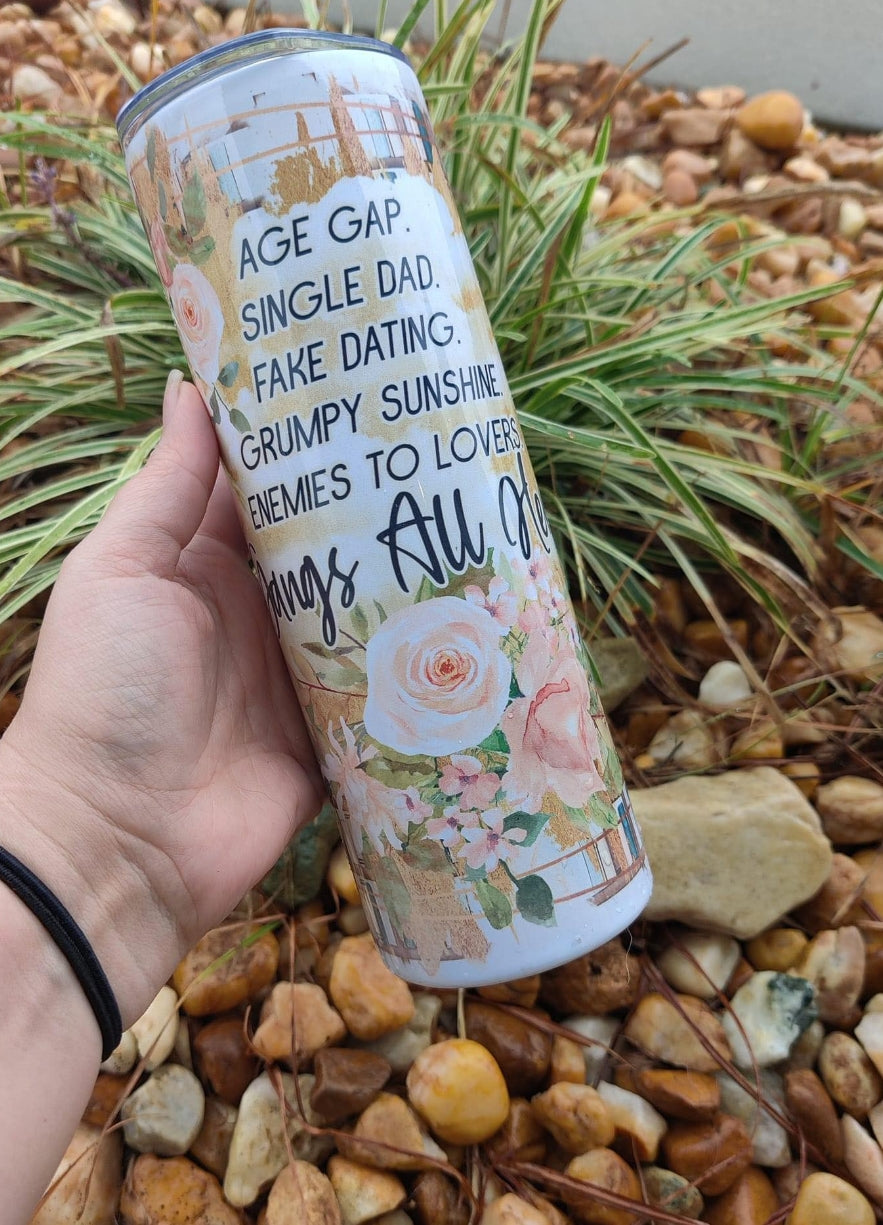 AGE GAP.
SINGLE DAD.
FAKE DATING.
GRUMPY SUNSHINE.
ENEMIES TO LOVERS.
All